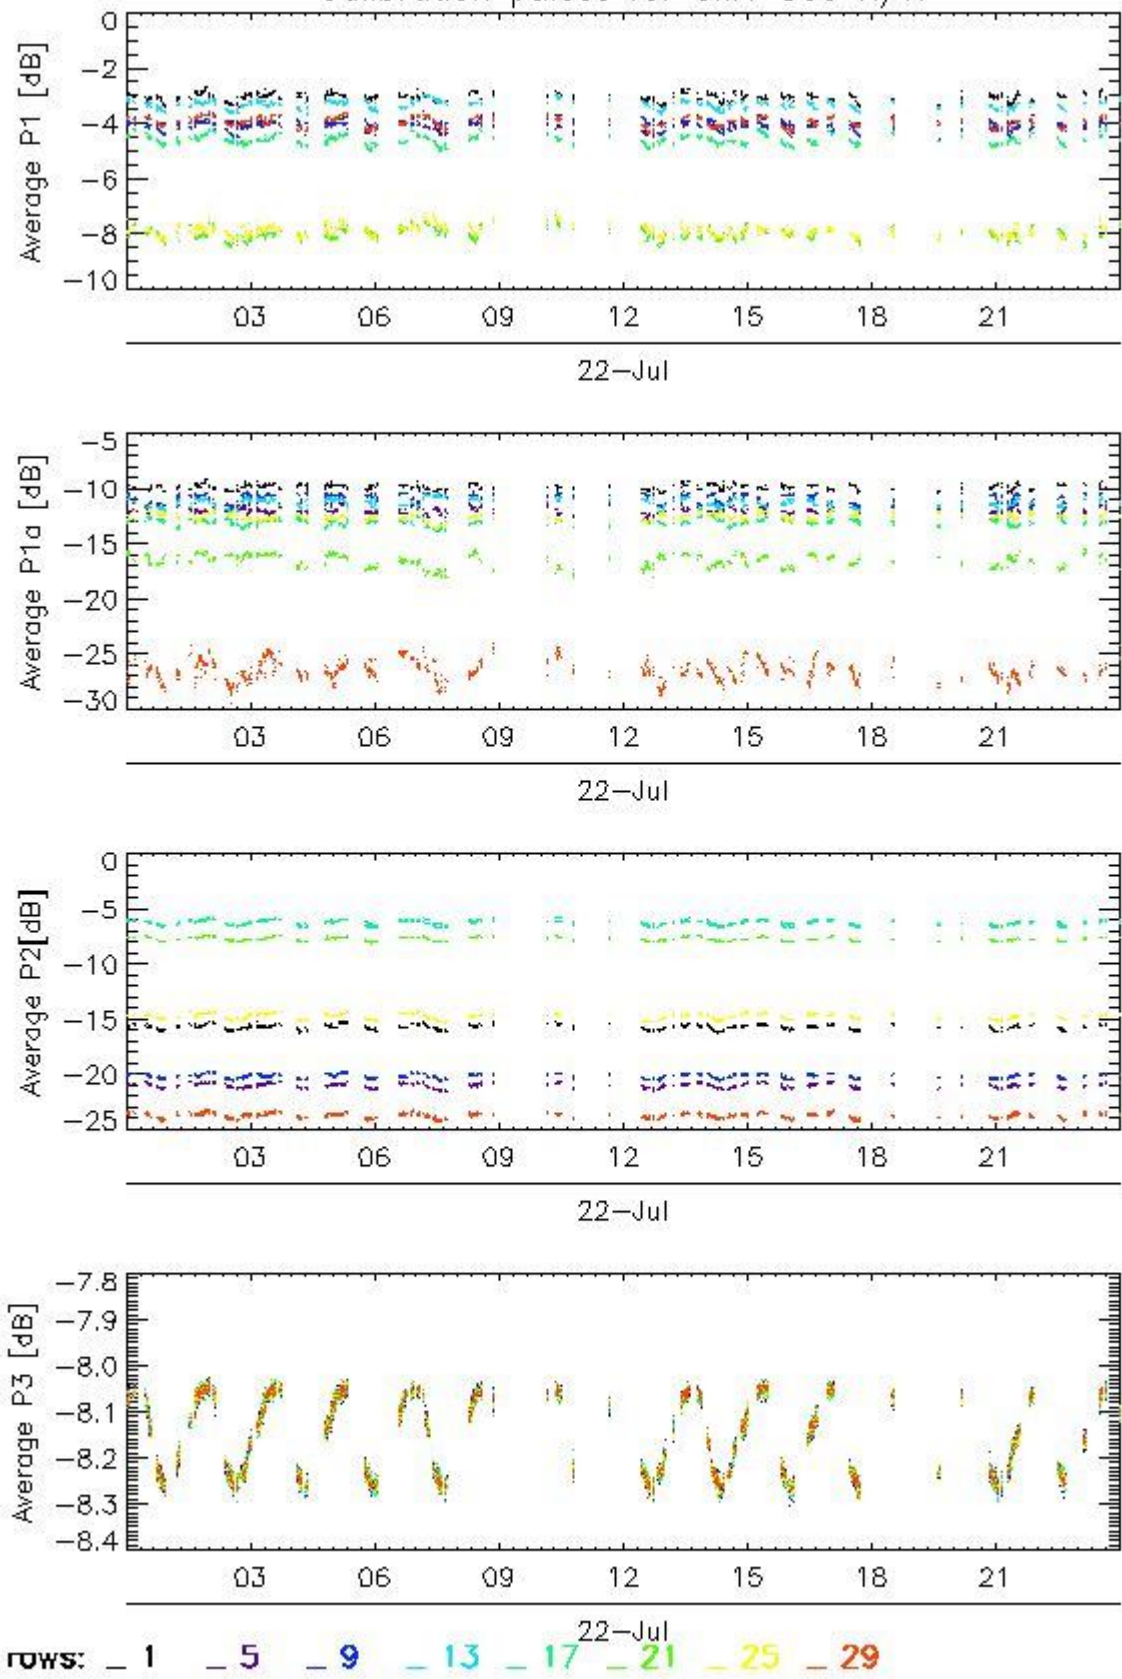 0
−2
−4
−6
−8
−10
Average P1 [dB]
03 06 09 12 15 18 21
22−Jul
−5
−10
−15
−20
−25
−30
Average P1a [dB]
03 06 09 12 15 18 21
22−Jul
0
−5
−10
−15
−20
−25
Average P2[dB]
03 06 09 12 15 18 21
22−Jul
−7.8
−7.9
−8.0
−8.1
−8.2
−8.3
−8.4
Average P3 [dB]
03 06 09 12 15 18 21
22−Jul
rows: _ 1 _ 5 _ 9 _ 13 _ 17 _ 21 _ 25 _ 29